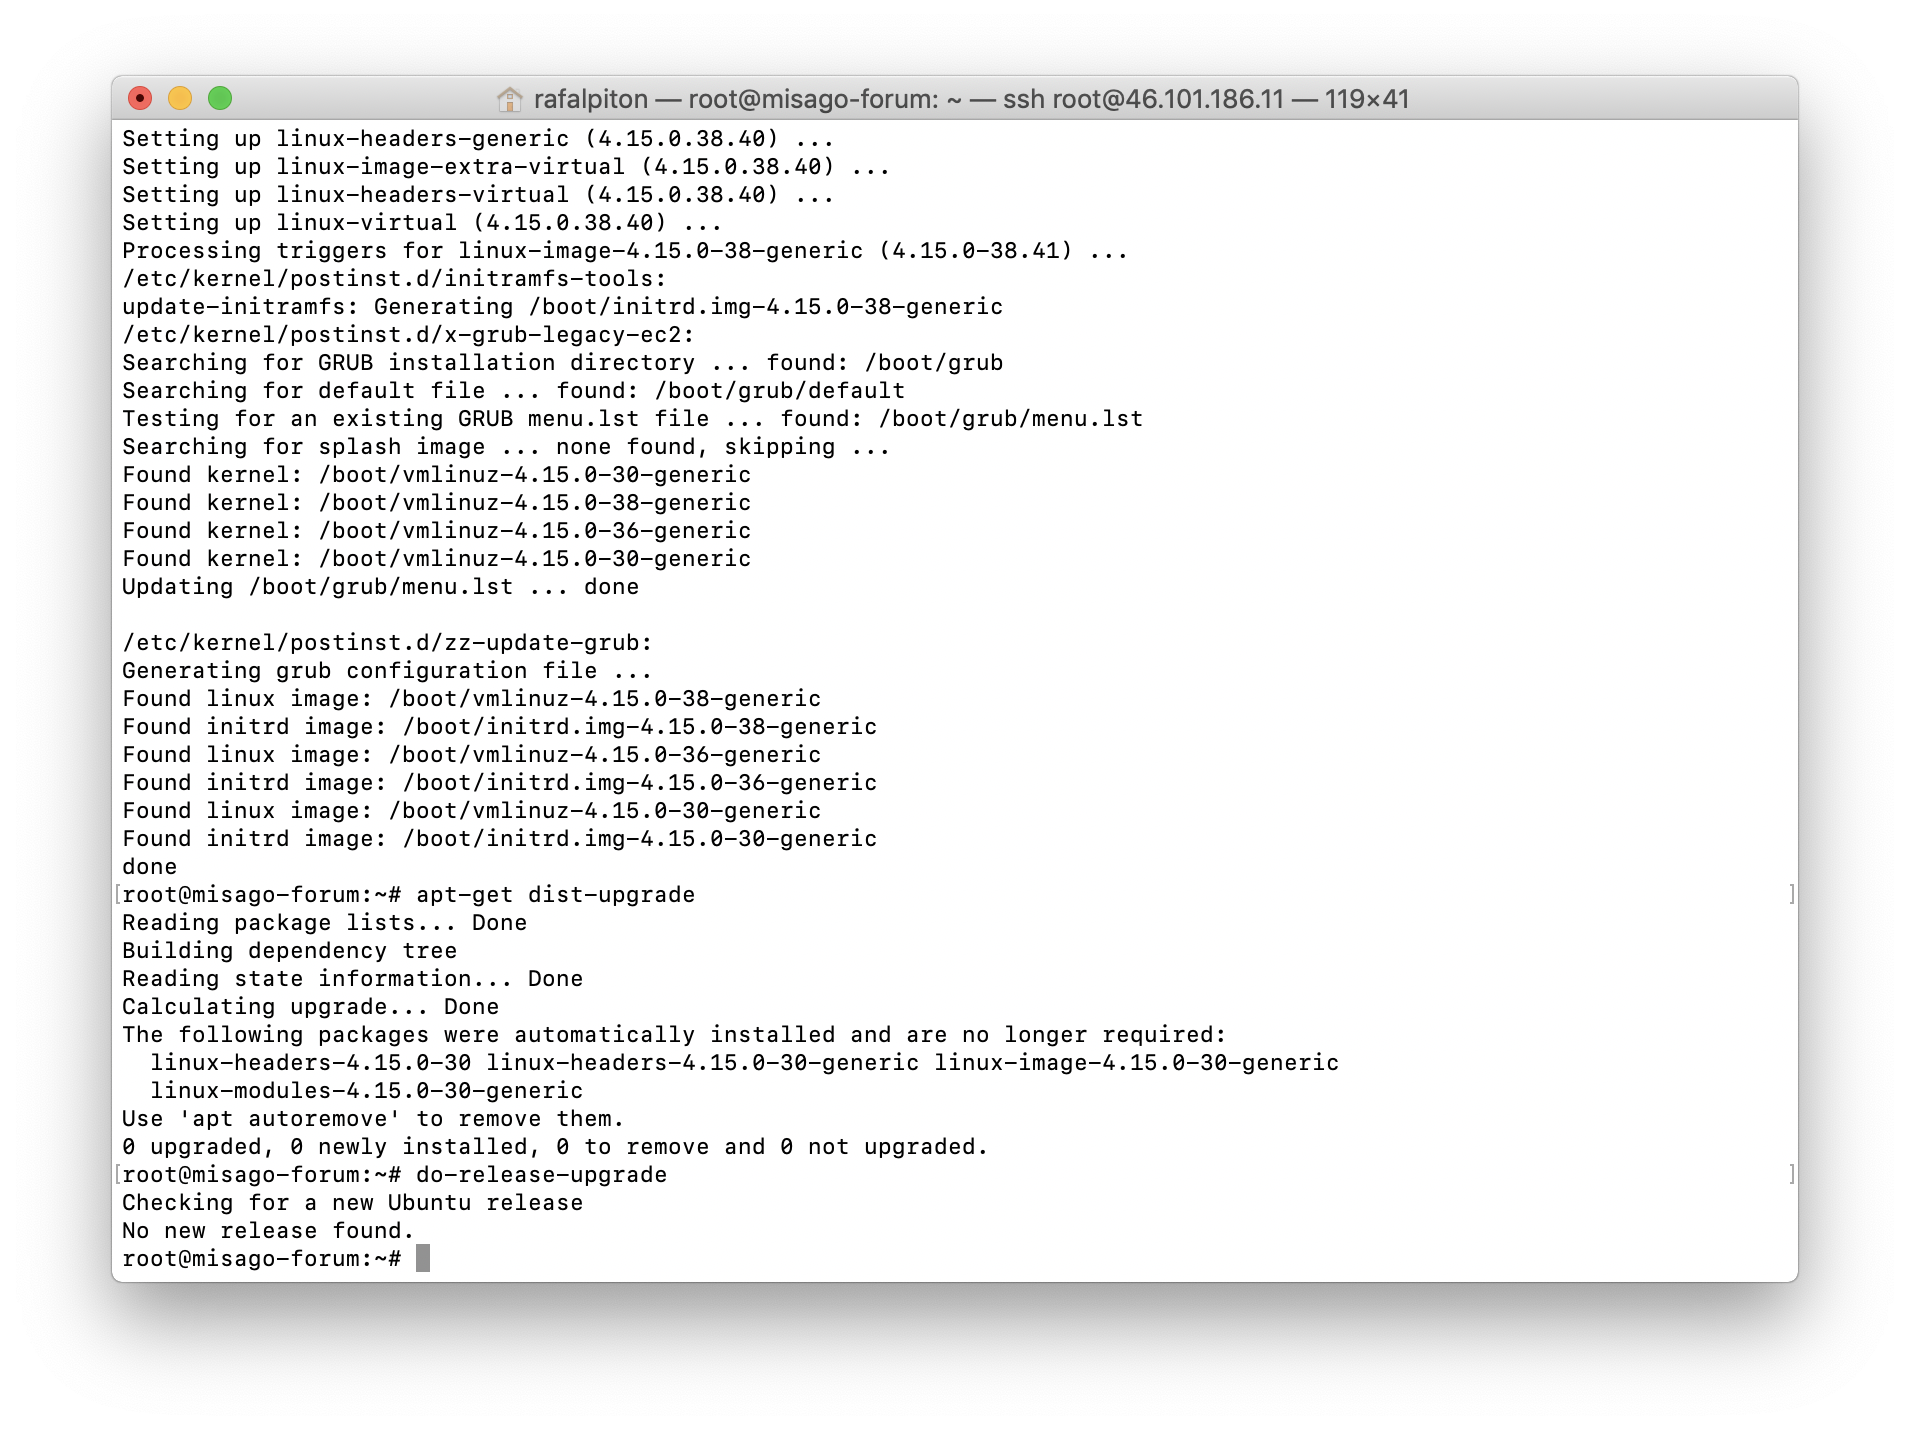 rafalpiton — root@misago-forum: ~ — ssh root@46.101.186.11 — 119×41
Setting up linux-headers-generic (4.15.0.38.40) ...
Setting up linux-image-extra-virtual (4.15.0.38.40) ...
Setting up linux-headers-virtual (4.15.0.38.40) ...
Setting up linux-virtual (4.15.0.38.40) ...
Processing triggers for linux-image-4.15.0-38-generic (4.15.0-38.41) ...
/etc/kernel/postinst.d/initramfs-tools:
update-initramfs: Generating /boot/initrd.img-4.15.0-38-generic
/etc/kernel/postinst.d/x-grub-legacy-ec2:
Searching for GRUB installation directory ... found: /boot/grub
Searching for default file ... found: /boot/grub/default
Testing for an existing GRUB menu.lst file ... found: /boot/grub/menu.lst
Searching for splash image ... none found, skipping ...
Found kernel: /boot/vmlinuz-4.15.0-30-generic
Found kernel: /boot/vmlinuz-4.15.0-38-generic
Found kernel: /boot/vmlinuz-4.15.0-36-generic
Found kernel: /boot/vmlinuz-4.15.0-30-generic
Updating /boot/grub/menu.lst ... done

/etc/kernel/postinst.d/zz-update-grub:
Generating grub configuration file ...
Found linux image: /boot/vmlinuz-4.15.0-38-generic
Found initrd image: /boot/initrd.img-4.15.0-38-generic
Found linux image: /boot/vmlinuz-4.15.0-36-generic
Found initrd image: /boot/initrd.img-4.15.0-36-generic
Found linux image: /boot/vmlinuz-4.15.0-30-generic
Found initrd image: /boot/initrd.img-4.15.0-30-generic
done
[root@misago-forum:~# apt-get dist-upgrade ]
Reading package lists... Done
Building dependency tree
Reading state information... Done
Calculating upgrade... Done
The following packages were automatically installed and are no longer required:
  linux-headers-4.15.0-30 linux-headers-4.15.0-30-generic linux-image-4.15.0-30-generic
  linux-modules-4.15.0-30-generic
Use 'apt autoremove' to remove them.
0 upgraded, 0 newly installed, 0 to remove and 0 not upgraded.
[root@misago-forum:~# do-release-upgrade ]
Checking for a new Ubuntu release
No new release found.
root@misago-forum:~#